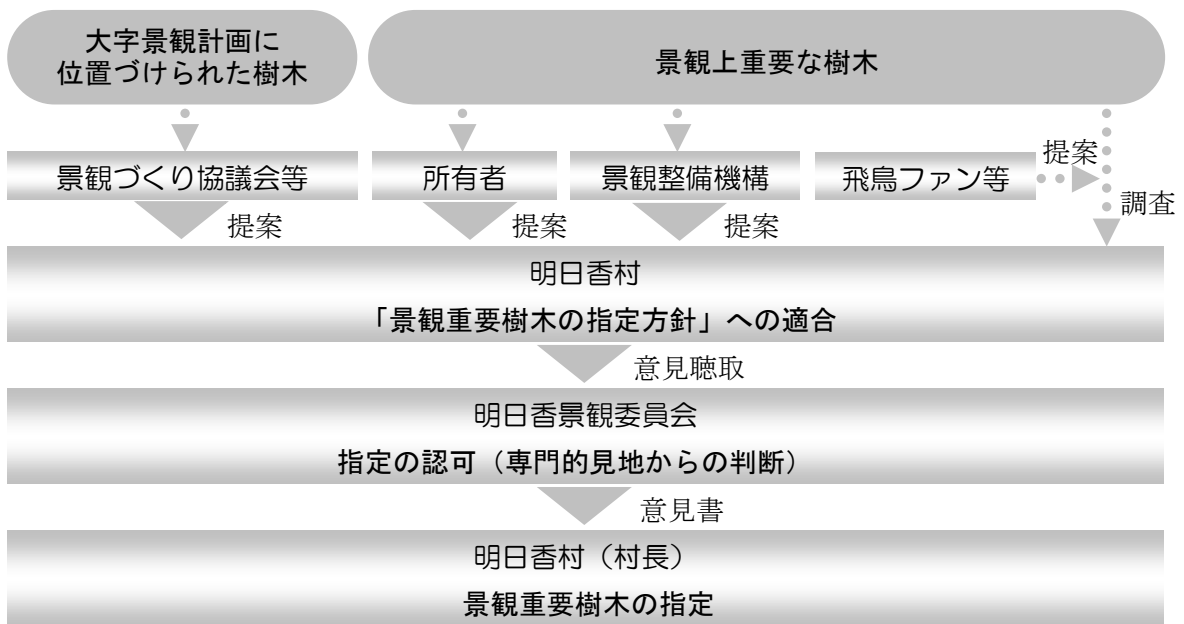 大字景観計画に
位置づけられた樹木
景観上重要な樹木
景観づくり協議会等
所有者
景観整備機構
飛鳥ファン等
提案
調査
提案
提案
提案
明日香村
「景観重要樹木の指定方針」への適合
意見聴取
明日香景観委員会
指定の認可（専門的見地からの判断）
意見書
明日香村（村長）
景観重要樹木の指定